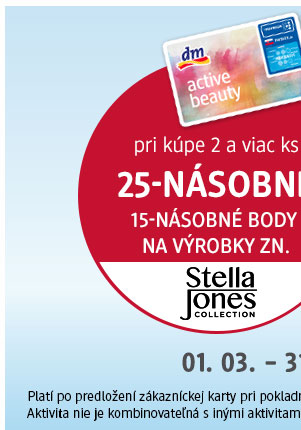 dm
active
beauty
pri kúpe 2 a viac ks
25-NÁSOBN
15-NÁSOBNÉ BODY
NA VÝROBKY ZN.
Stella
Jones
COLLECTION
01. 03. – 3
Platí po predložení zákazníckej karty pri pokladn
Aktivita nie je kombinovateľná s inými aktivitam